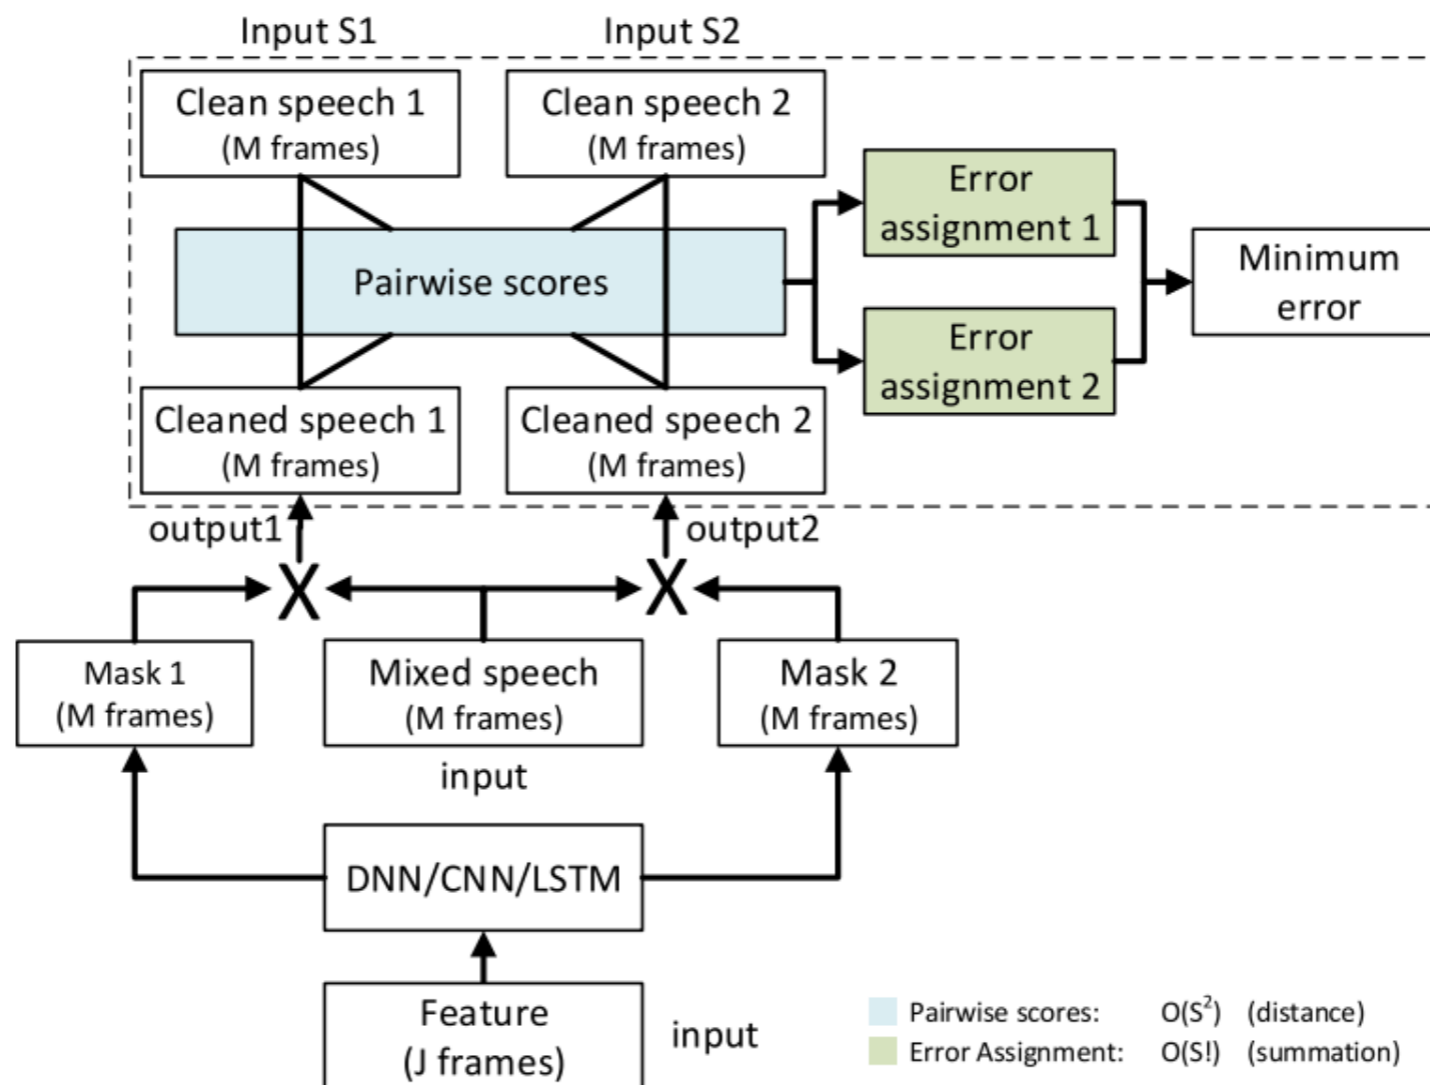 Input S1
Input S2
Clean speech 1
(M frames)
Clean speech 2
(M frames)
Pairwise scores
Error
assignment 1
Error
assignment 2
Minimum
error
Cleaned speech 1
(M frames)
Cleaned speech 2
(M frames)
output1
output2
X
X
Mask 1
(M frames)
Mixed speech
(M frames)
Mask 2
(M frames)
input
DNN/CNN/LSTM
Feature
(J frames)
input
Pairwise scores: O(S²) (distance)
Error Assignment: O(S!) (summation)